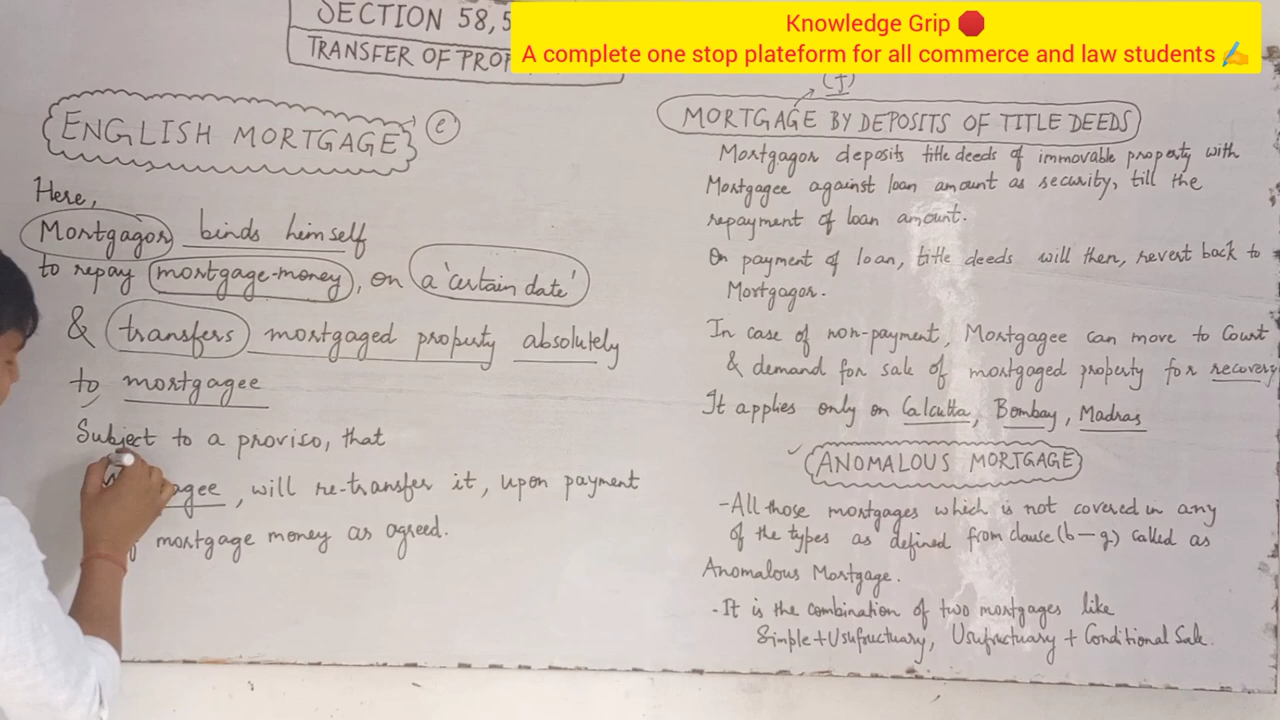 SECTION 58, 5
TRANSFER OF PROP
Knowledge Grip 🛑
A complete one stop plateform for all commerce and law students ✍️
ENGLISH MORTGAGE → (e)
Here,
Mortgagor binds himself
to repay mortgage-money, on a 'certain date'
& transfers mortgaged property absolutely
to mortgagee
Subject to a proviso, that
gagee, will re-transfer it, upon payment
mortgage money as agreed.
(f)
MORTGAGE BY DEPOSITS OF TITLE DEEDS
Mortgagor deposits title deeds of immovable property with
Mortgagee against loan amount as security, till the
repayment of loan amount.
On payment of loan, title deeds will then, revert back to
Mortgagor.
In case of non-payment, Mortgagee can move to Court
& demand for sale of mortgaged property for recovery
It applies only on Calcutta, Bombay, Madras
ANOMALOUS MORTGAGE
- All those mortgages which is not covered in any
of the types as defined from clause (b-g) called as
Anomalous Mortgage.
- It is the combination of two mortgages like
Simple + Usufructuary, Usufructuary + Conditional Sale.